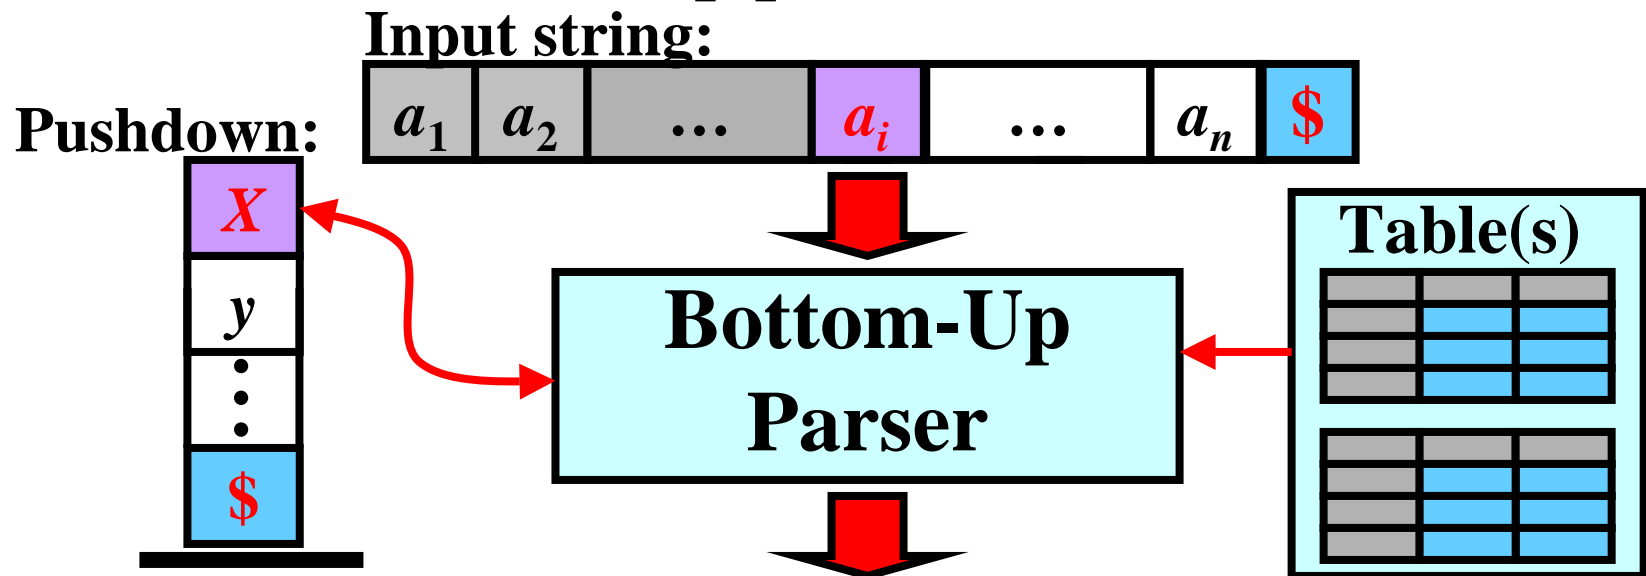 Input string:
a₁ a₂ ... aᵢ ... aₙ $
Pushdown:
X
y
$
Table(s)
Bottom-Up
Parser